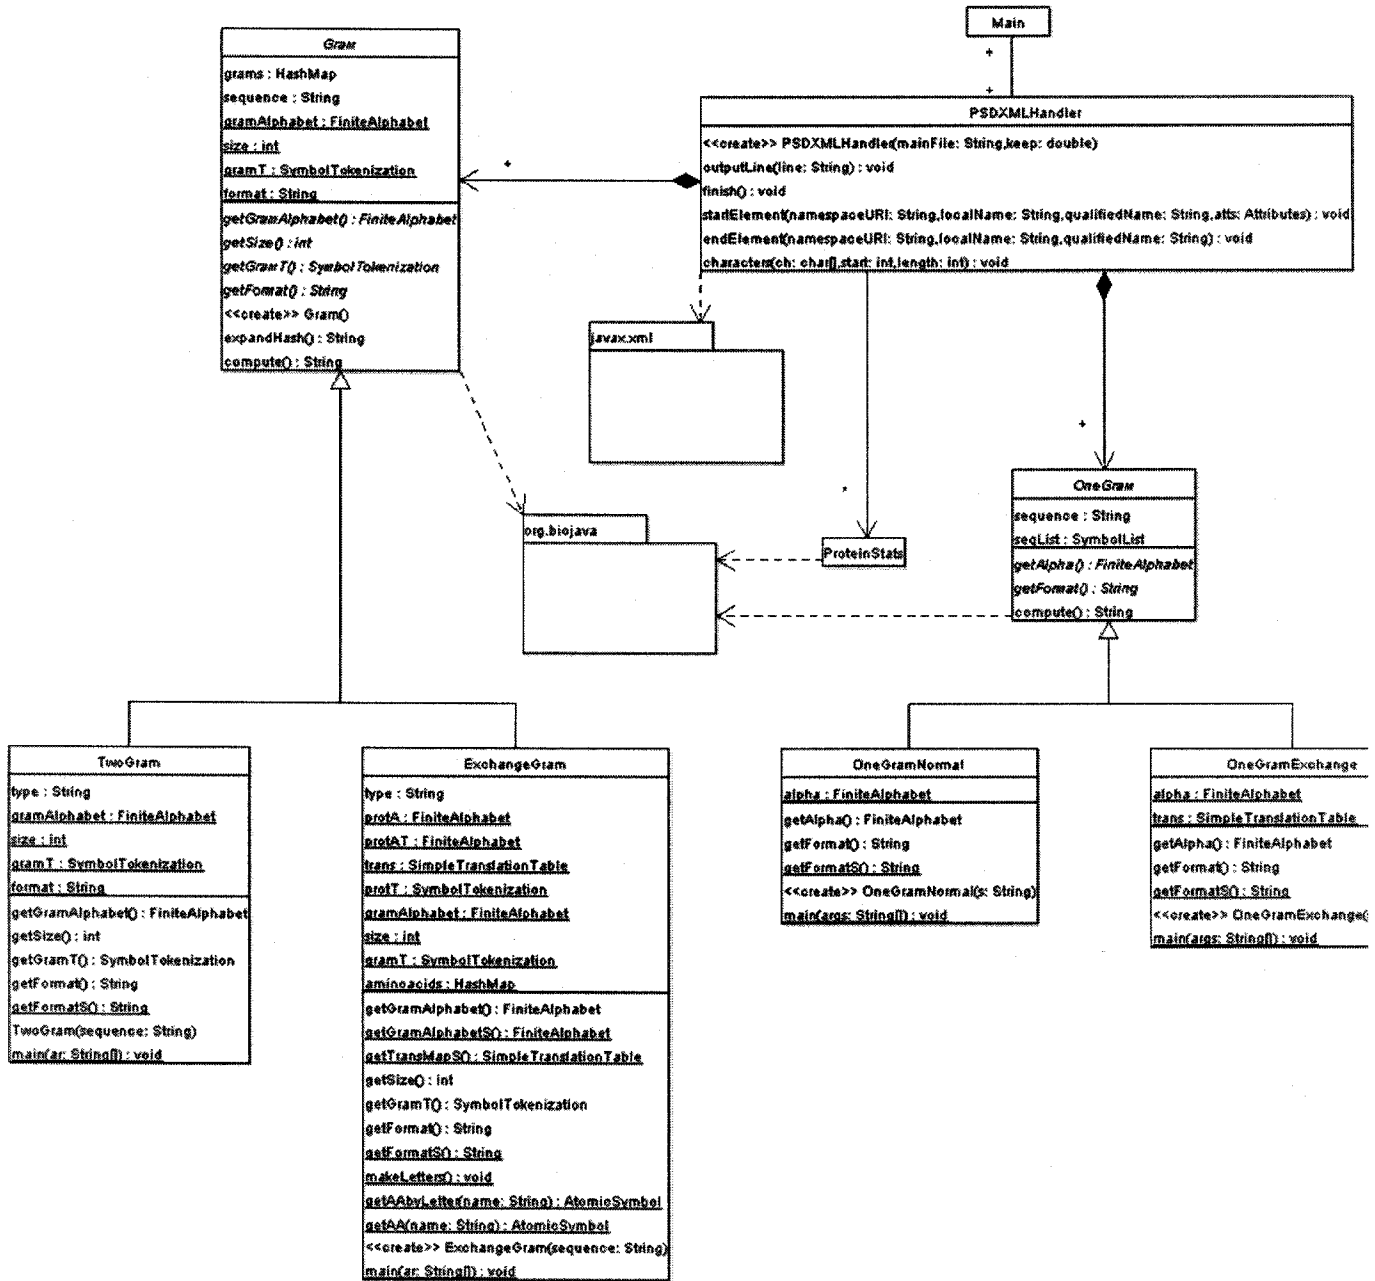 Main
+
+
Gram
grams : HashMap
sequence : String
gramAlphabet : FiniteAlphabet
size : int
gramT : SymbolTokenization
format : String
getGramAlphabet() : FiniteAlphabet
getSize() : int
getGramT() : SymbolTokenization
getFormat() : String
<<create>> Gram()
expandHash() : String
compute() : String
+
PSDXMLHandler
<<create>> PSDXMLHandler(mainFile: String,keep: double)
outputLine(line: String) : void
finish() : void
startElement(namespaceURI: String,localName: String,qualifiedName: String,atts: Attributes) : void
endElement(namespaceURI: String,localName: String,qualifiedName: String) : void
characters(ch: char[],start: int,length: int) : void
javax.xml
+
*
org.biojava
ProteinStats
OneGram
sequence : String
seqList : SymbolList
getAlpha() : FiniteAlphabet
getFormat() : String
compute() : String
TwoGram
type : String
gramAlphabet : FiniteAlphabet
size : int
gramT : SymbolTokenization
format : String
getGramAlphabet() : FiniteAlphabet
getSize() : int
getGramT() : SymbolTokenization
getFormat() : String
getFormatS() : String
TwoGram(sequence: String)
main(ar: String[]) : void
ExchangeGram
type : String
protA : FiniteAlphabet
protAT : FiniteAlphabet
trans : SimpleTranslationTable
protT : SymbolTokenization
gramAlphabet : FiniteAlphabet
size : int
gramT : SymbolTokenization
aminoacids : HashMap
getGramAlphabet() : FiniteAlphabet
getGramAlphabetS() : FiniteAlphabet
getTransMapS() : SimpleTranslationTable
getSize() : int
getGramT() : SymbolTokenization
getFormat() : String
getFormatS() : String
makeLetters() : void
getAAbyLetter(name: String) : AtomicSymbol
getAA(name: String) : AtomicSymbol
<<create>> ExchangeGram(sequence: String)
main(ar: String[]) : void
OneGramNormal
alpha : FiniteAlphabet
getAlpha() : FiniteAlphabet
getFormat() : String
getFormatS() : String
<<create>> OneGramNormal(s: String)
main(args: String[]) : void
OneGramExchange
alpha : FiniteAlphabet
trans : SimpleTranslationTable
getAlpha() : FiniteAlphabet
getFormat() : String
getFormatS() : String
<<create>> OneGramExchange(
main(args: String[]) : void